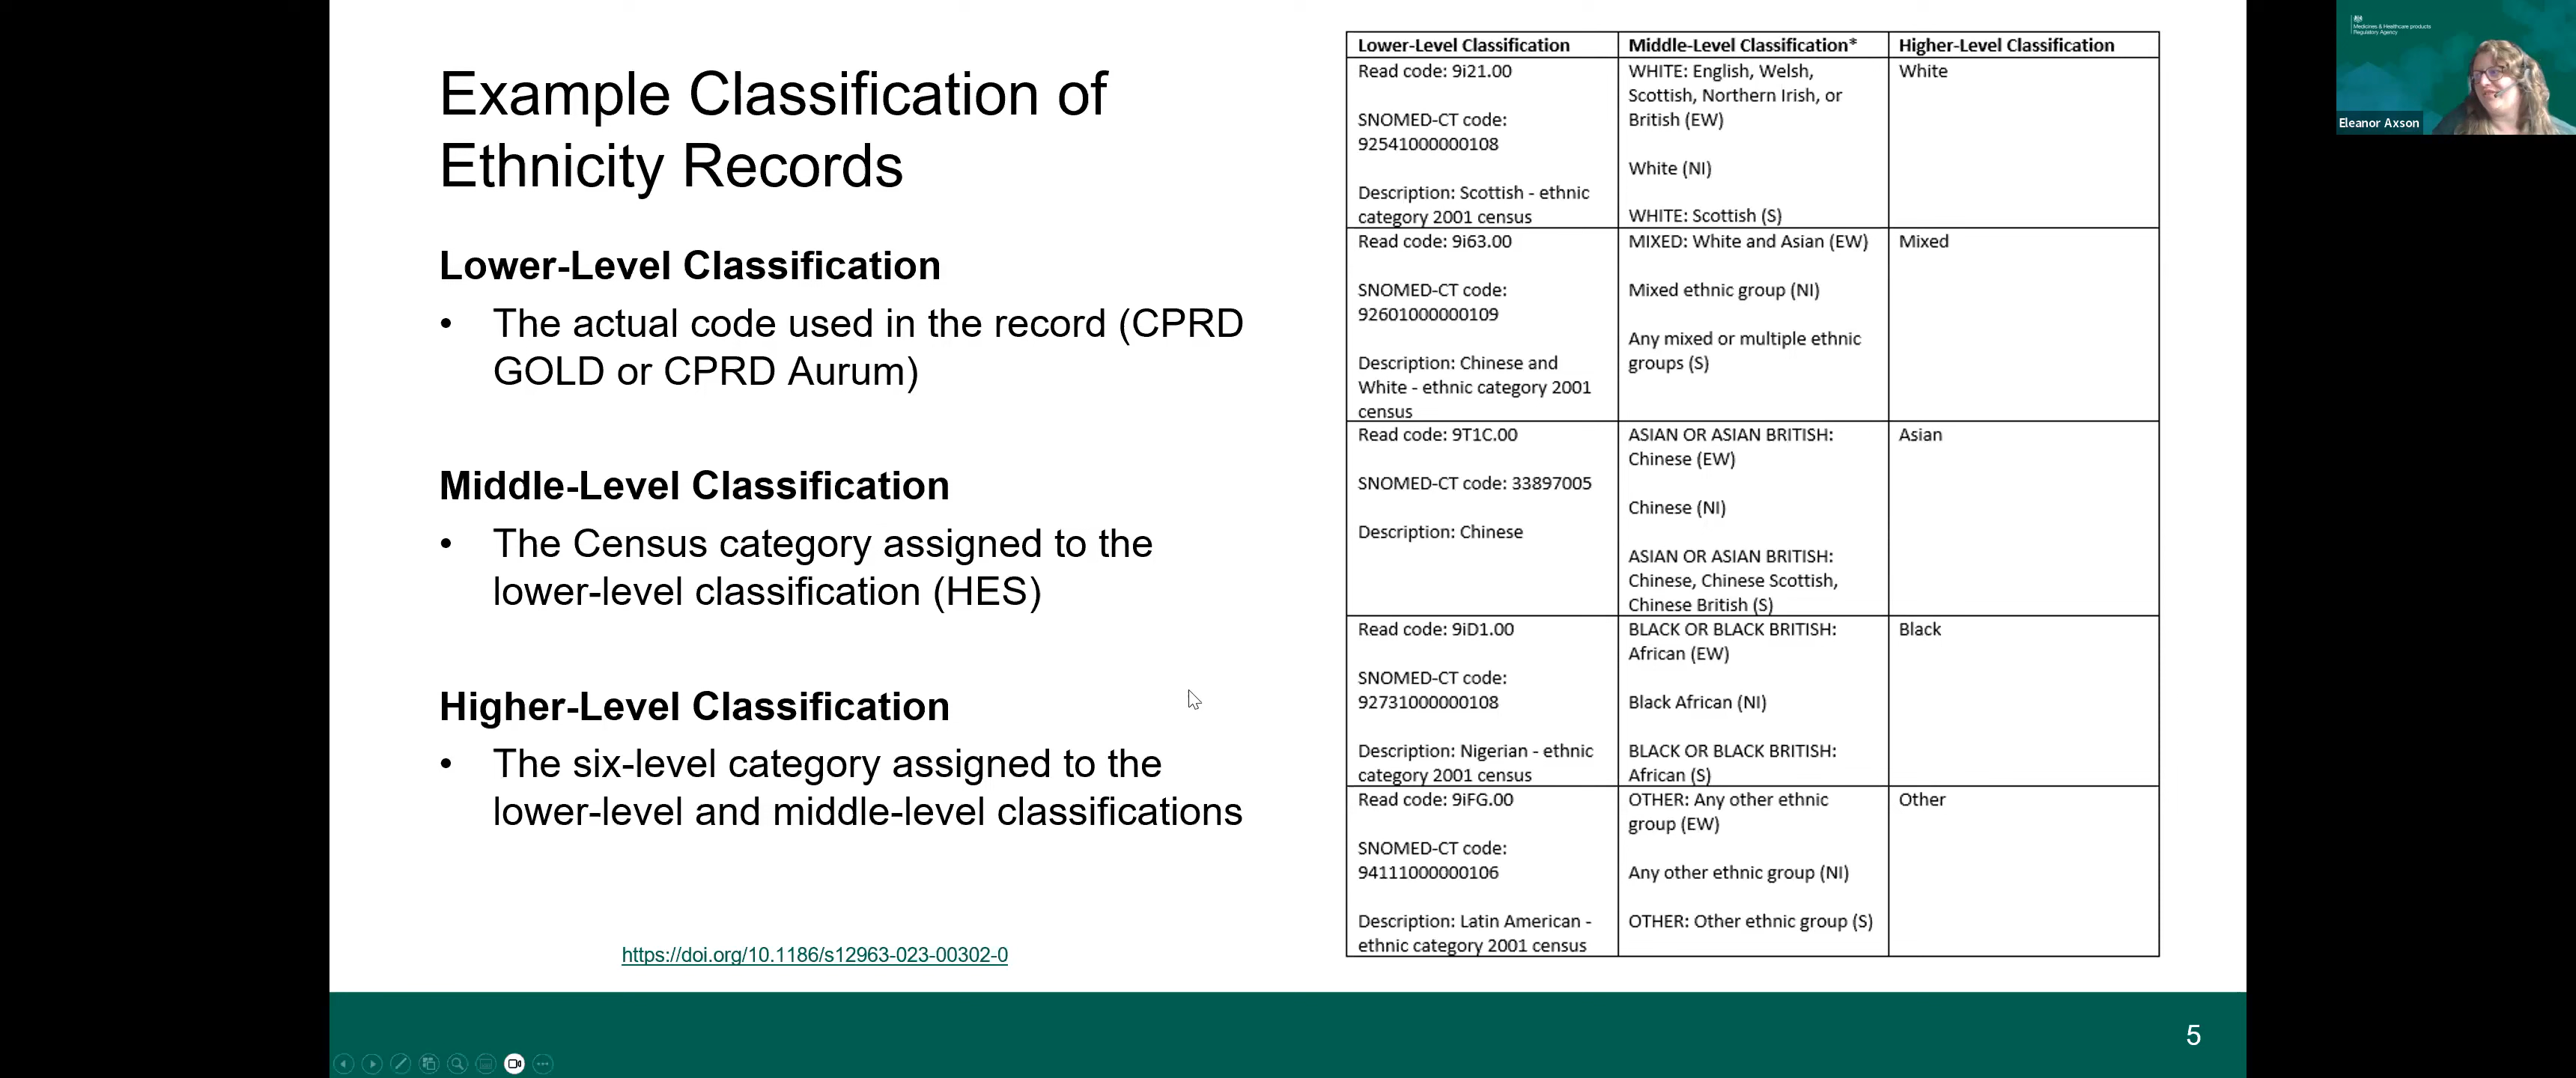 Example Classification of
Ethnicity Records
Lower-Level Classification
• The actual code used in the record (CPRD
GOLD or CPRD Aurum)
Middle-Level Classification
• The Census category assigned to the
lower-level classification (HES)
Higher-Level Classification
• The six-level category assigned to the
lower-level and middle-level classifications
https://doi.org/10.1186/s12963-023-00302-0
Lower-Level Classification
Middle-Level Classification*
Higher-Level Classification
Read code: 9i21.00
SNOMED-CT code:
92541000000108
Description: Scottish - ethnic
category 2001 census
WHITE: English, Welsh,
Scottish, Northern Irish, or
British (EW)
White (NI)
WHITE: Scottish (S)
White
Read code: 9i63.00
SNOMED-CT code:
92601000000109
Description: Chinese and
White - ethnic category 2001
census
MIXED: White and Asian (EW)
Mixed ethnic group (NI)
Any mixed or multiple ethnic
groups (S)
Mixed
Read code: 9T1C.00
SNOMED-CT code: 33897005
Description: Chinese
ASIAN OR ASIAN BRITISH:
Chinese (EW)
Chinese (NI)
ASIAN OR ASIAN BRITISH:
Chinese, Chinese Scottish,
Chinese British (S)
Asian
Read code: 9iD1.00
SNOMED-CT code:
92731000000108
Description: Nigerian - ethnic
category 2001 census
BLACK OR BLACK BRITISH:
African (EW)
Black African (NI)
BLACK OR BLACK BRITISH:
African (S)
Black
Read code: 9iFG.00
SNOMED-CT code:
94111000000106
Description: Latin American -
ethnic category 2001 census
OTHER: Any other ethnic
group (EW)
Any other ethnic group (NI)
OTHER: Other ethnic group (S)
Other
5
Medicines & Healthcare products
Regulatory Agency
Eleanor Axson